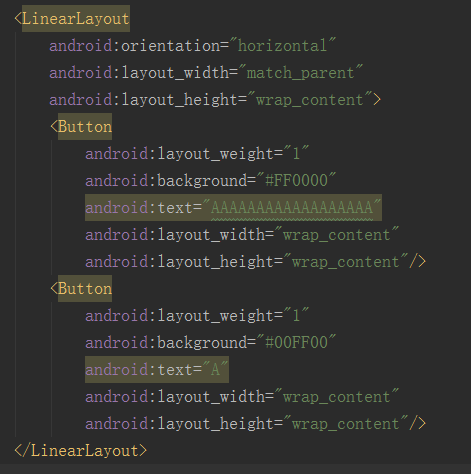 <LinearLayout
android:orientation="horizontal"
android:layout_width="match_parent"
android:layout_height="wrap_content">
<Button
android:layout_weight="1"
android:background="#FF0000"
android:text="AAAAAAAAAAAAAAAAAA"
android:layout_width="wrap_content"
android:layout_height="wrap_content"/>
<Button
android:layout_weight="1"
android:background="#00FF00"
android:text="A"
android:layout_width="wrap_content"
android:layout_height="wrap_content"/>
</LinearLayout>